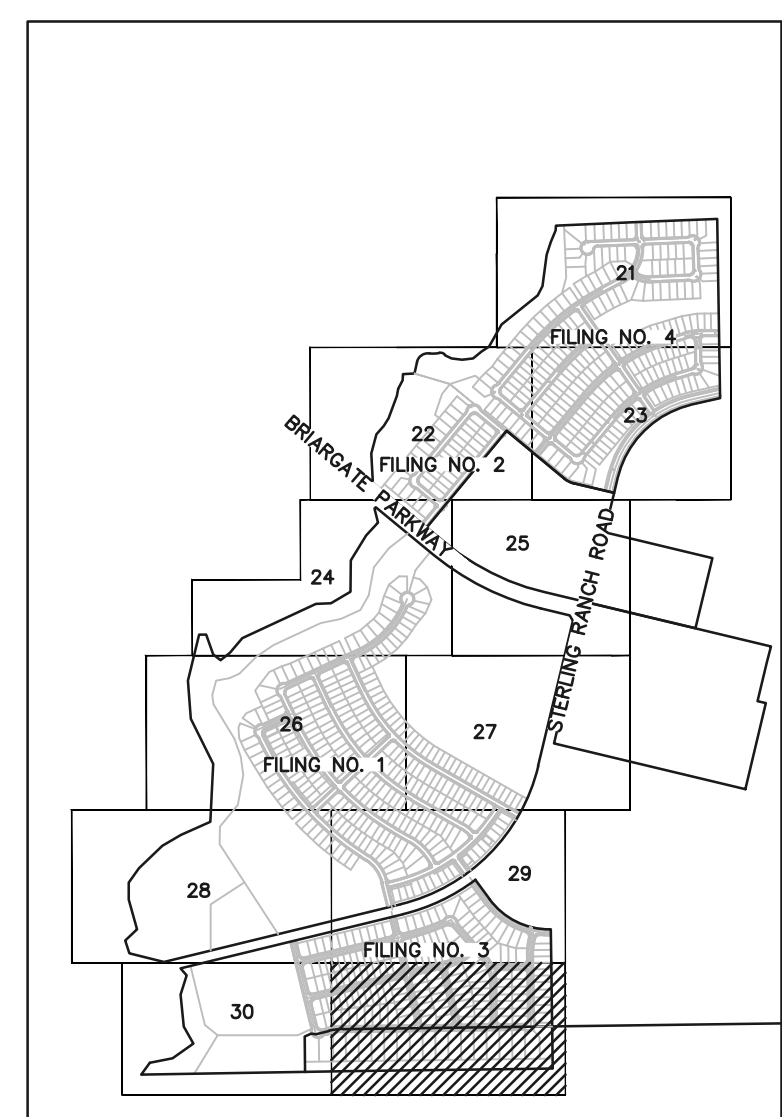 21
FILING NO. 4
23
22
FILING NO. 2
BRIARGATE PARKWAY
25
24
STERLING RANCH ROAD
26
27
FILING NO. 1
29
28
FILING NO. 3
30